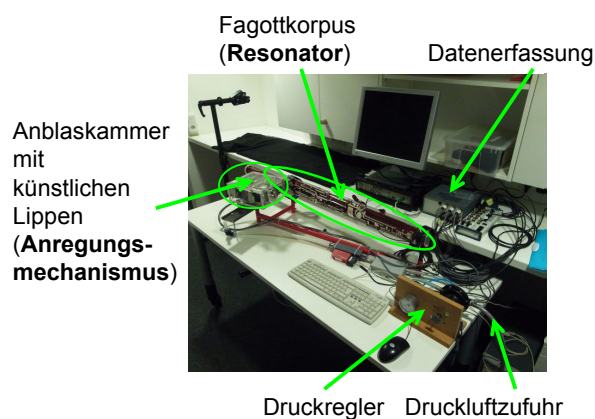 Fagottkorpus
(Resonator)
Datenerfassung
Anblaskammer
mit
künstlichen
Lippen
(Anregungs-
mechanismus)
Druckregler
Druckluftzufuhr